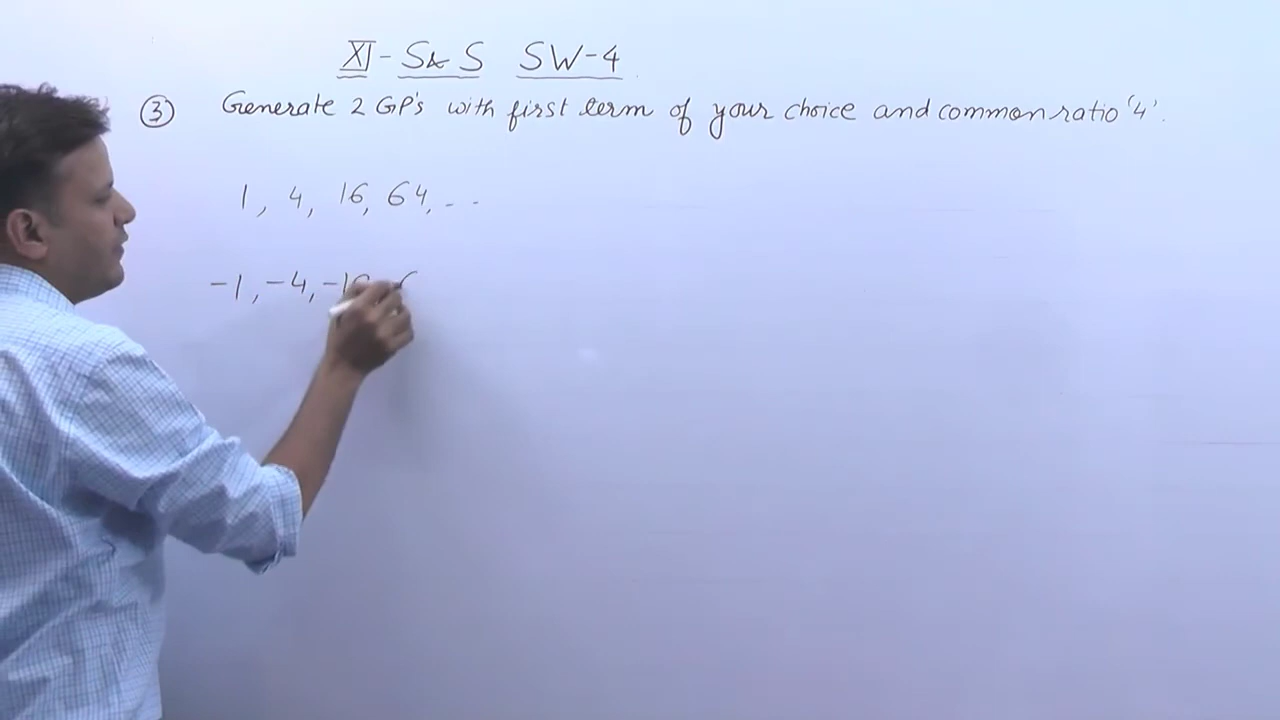 XI - S & S SW-4
③ Generate 2 GP's with first term of your choice and common ratio '4'.
1, 4, 16, 64, - -
-1, -4, -16